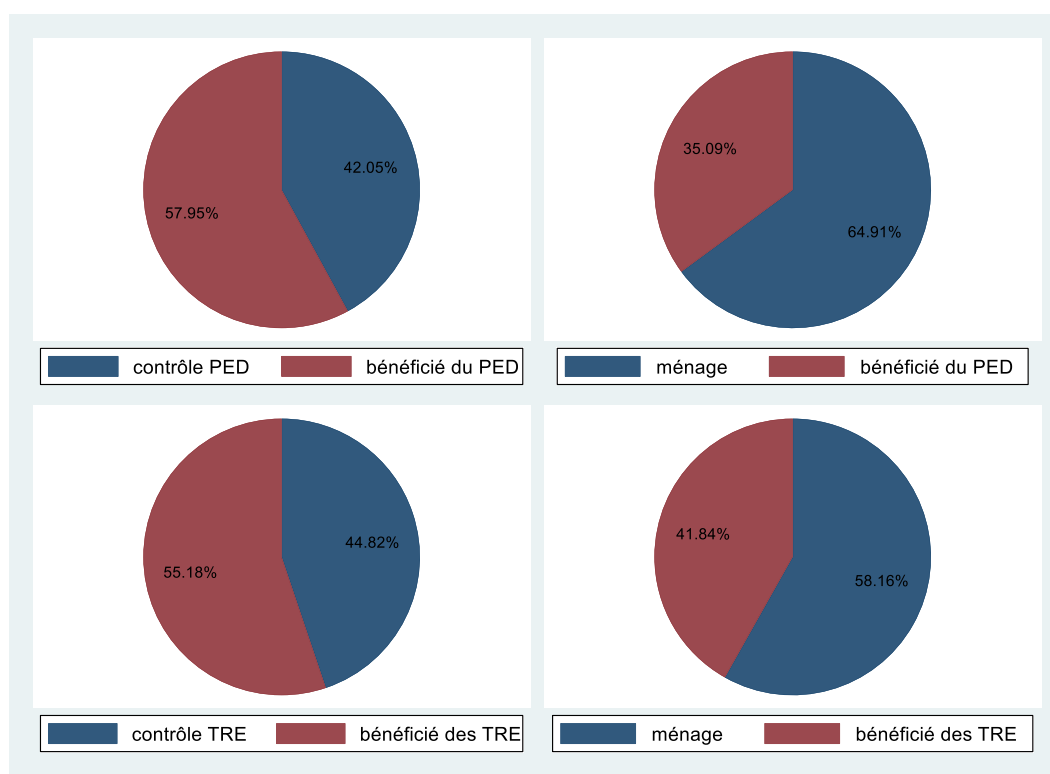 42.05%
57.95%
contrôle PED bénéficié du PED
35.09%
64.91%
ménage bénéficié du PED
44.82%
55.18%
contrôle TRE bénéficié des TRE
41.84%
58.16%
ménage bénéficié des TRE